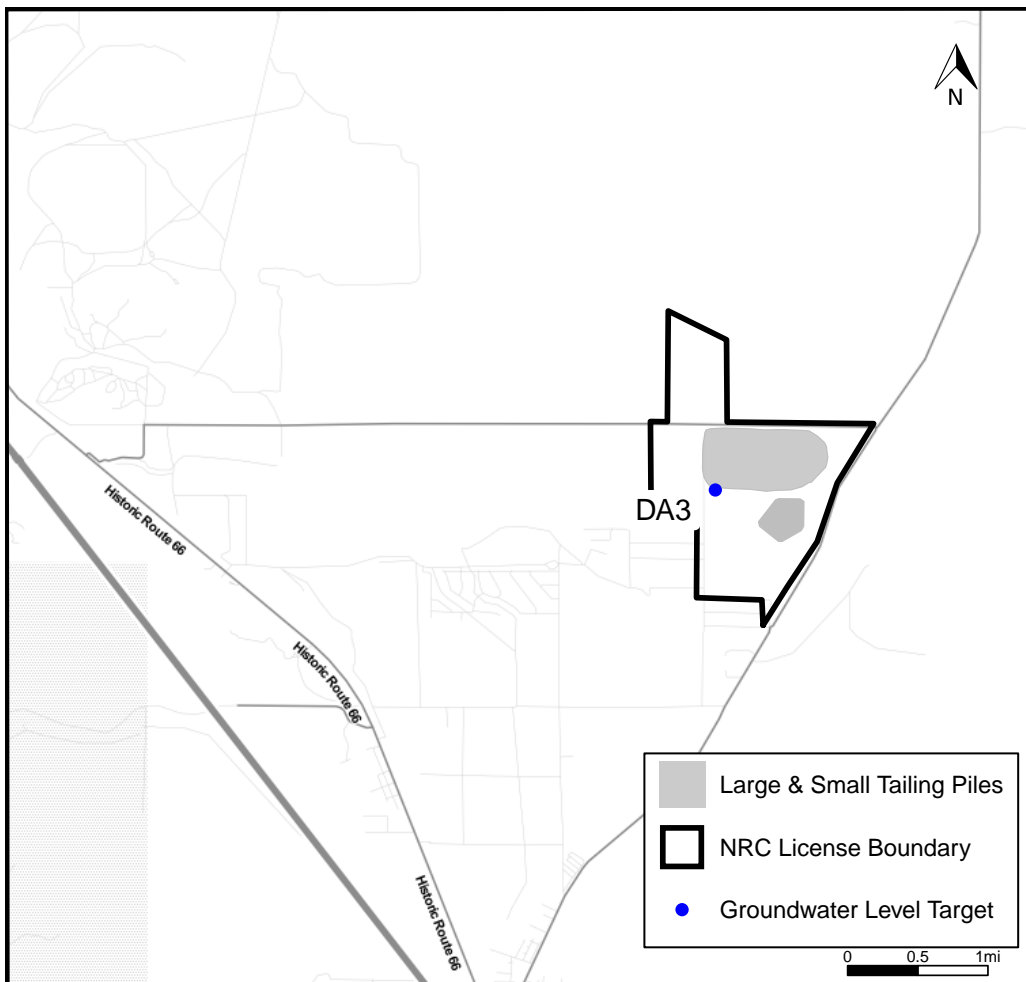 N
DA3
Historic Route 66
Historic Route 66
Historic Route 66
Large & Small Tailing Piles
NRC License Boundary
Groundwater Level Target
0 0.5 1mi